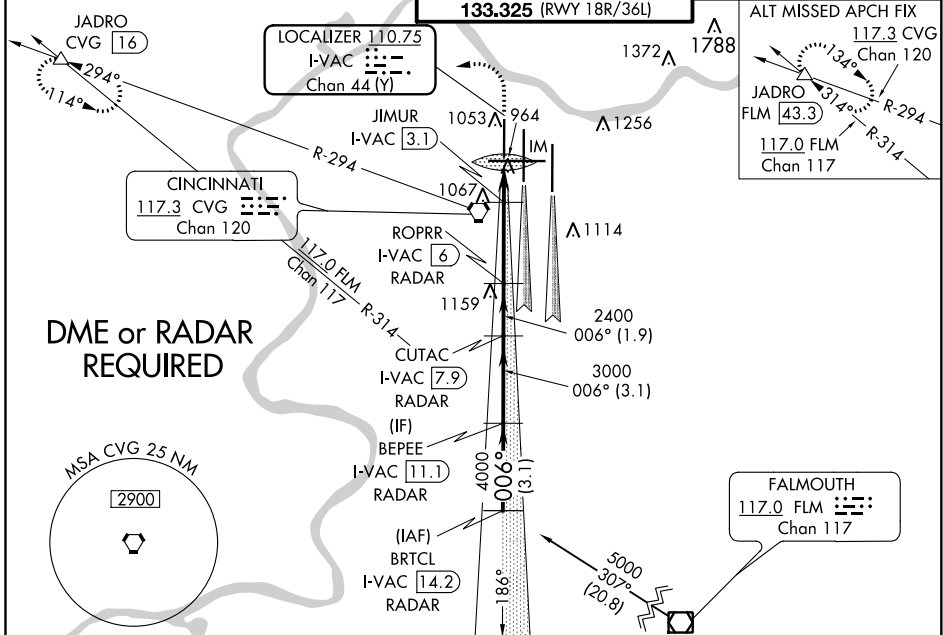 133.325 (RWY 18R/36L)
JADRO
CVG 16
294°
114°
LOCALIZER 110.75
I-VAC
Chan 44 (Y)
1372
1788
ALT MISSED APCH FIX
117.3 CVG
Chan 120
134°
JADRO
FLM 43.3
314°
R-294
R-314
117.0 FLM
Chan 117
JIMUR
I-VAC 3.1
1053
964
1256
IM
R-294
CINCINNATI
117.3 CVG
Chan 120
1067
1114
ROPRR
I-VAC 6
RADAR
117.0 FLM
Chan 117
R-314
1159
DME or RADAR
REQUIRED
2400
006° (1.9)
CUTAC
I-VAC 7.9
RADAR
3000
006° (3.1)
(IF)
BEPEE
I-VAC 11.1
RADAR
4000
006°
(3.1)
MSA CVG 25 NM
2900
FALMOUTH
117.0 FLM
Chan 117
(IAF)
BRTCL
I-VAC 14.2
RADAR
186°
5000
307°
(20.8)